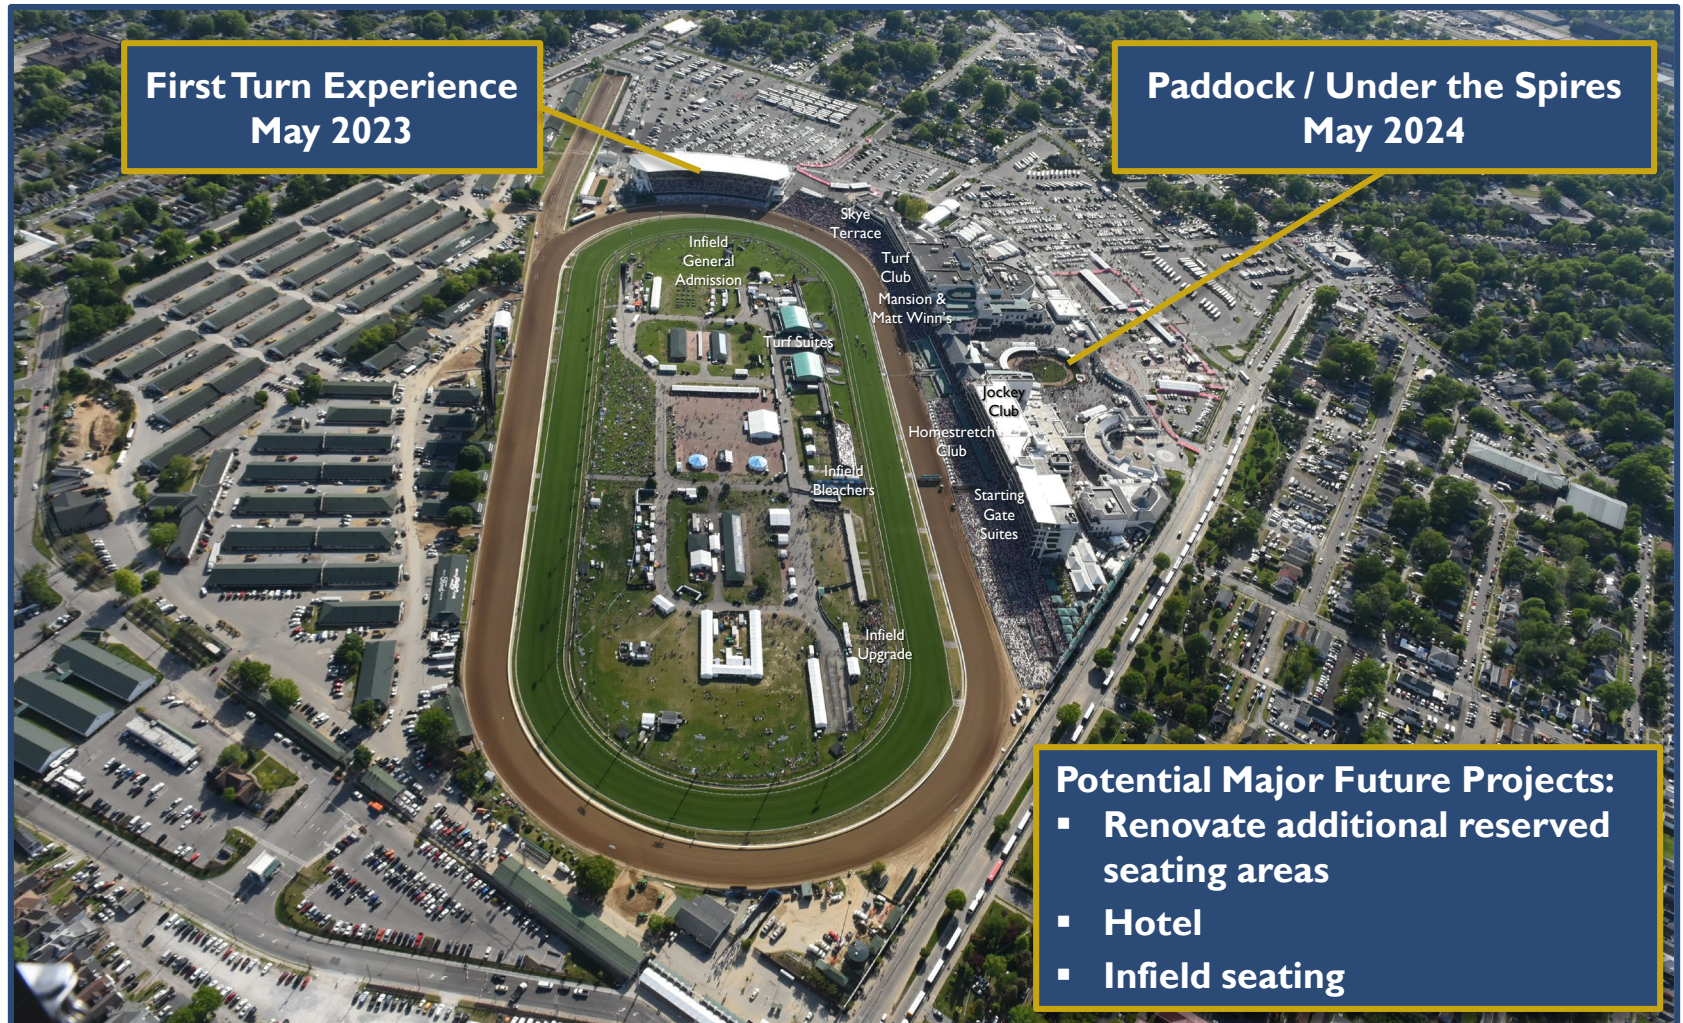 First Turn Experience
May 2023
Paddock / Under the Spires
May 2024
Skye
Terrace
Infield
General
Admission
Turf
Club
Mansion &
Matt Winn's
Turf Suites
Jockey
Club
Homestretch
Club
Infield
Bleachers
Starting
Gate
Suites
Infield
Upgrade
Potential Major Future Projects:
▪ Renovate additional reserved
seating areas
▪ Hotel
▪ Infield seating